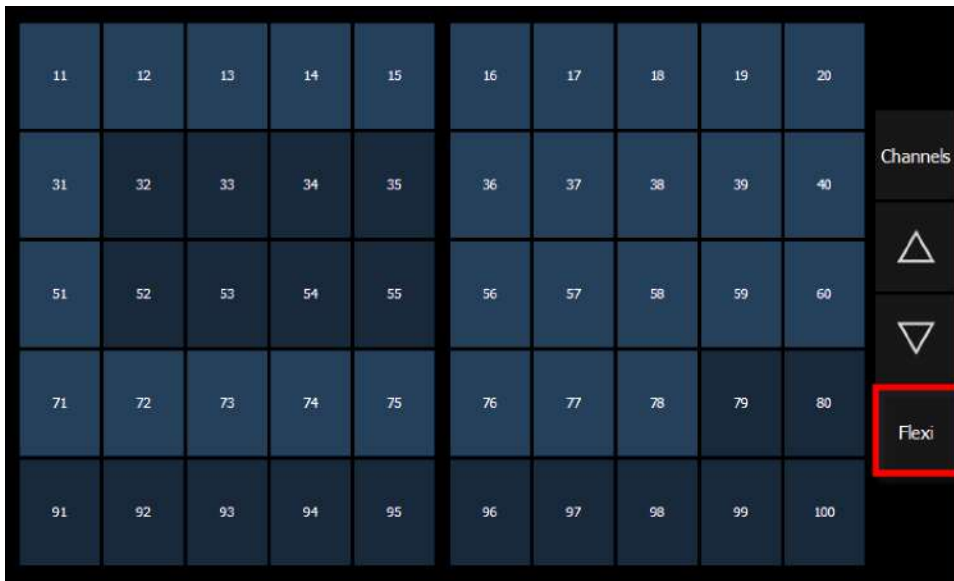 11 12 13 14 15 16 17 18 19 20
31 32 33 34 35 36 37 38 39 40
Channels
51 52 53 54 55 56 57 58 59 60
71 72 73 74 75 76 77 78 79 80
Flexi
91 92 93 94 95 96 97 98 99 100